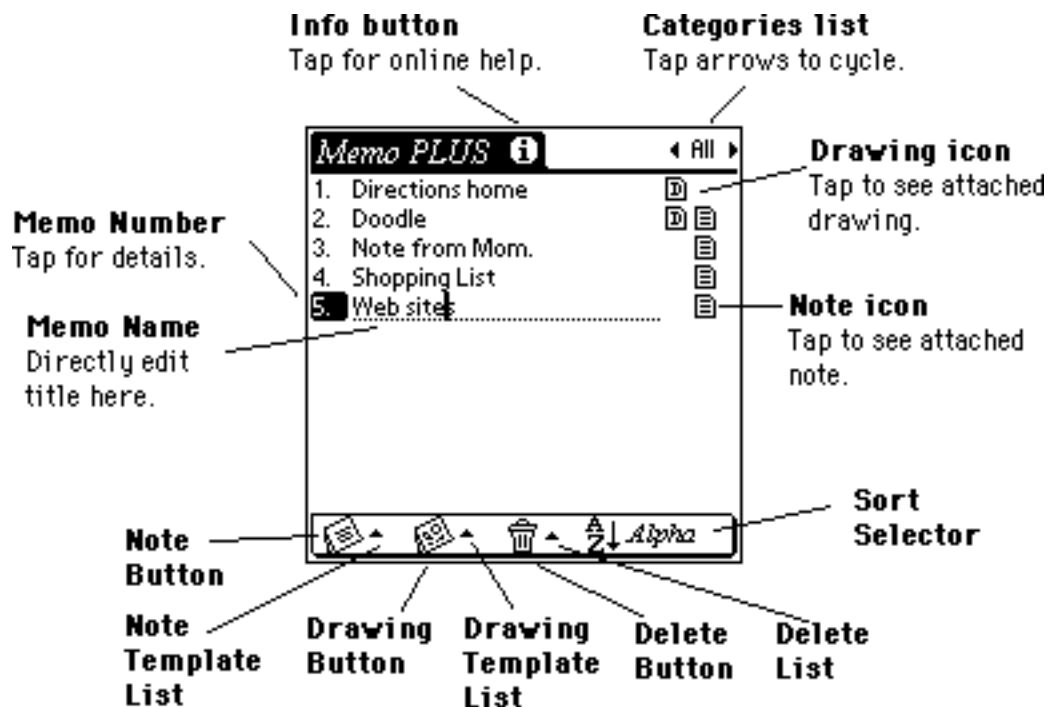 Info button
Tap for online help.
Categories list
Tap arrows to cycle.
Memo PLUS i
All
1. Directions home D
2. Doodle D
3. Note from Mom.
4. Shopping List
5. Web sites
Drawing icon
Tap to see attached
drawing.
Memo Number
Tap for details.
Memo Name
Directly edit
title here.
Note icon
Tap to see attached
note.
A
Z
Alpha
Sort
Selector
Note
Button
Note
Template
List
Drawing
Button
Drawing
Template
List
Delete
Button
Delete
List